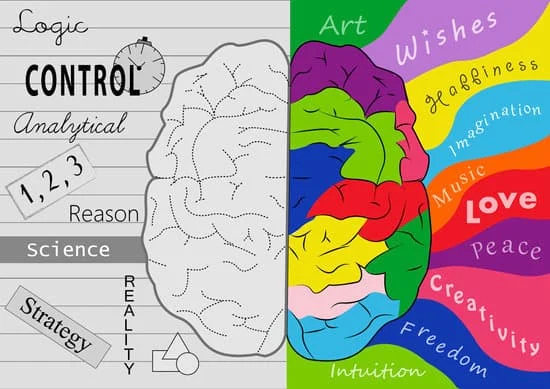 Logic
CONTROL
Analytical
1, 2, 3
Reason
Science
REALITY
Strategy
Art
Wishes
Happiness
Imagination
Music
Love
Peace
Creativity
Freedom
Intuition